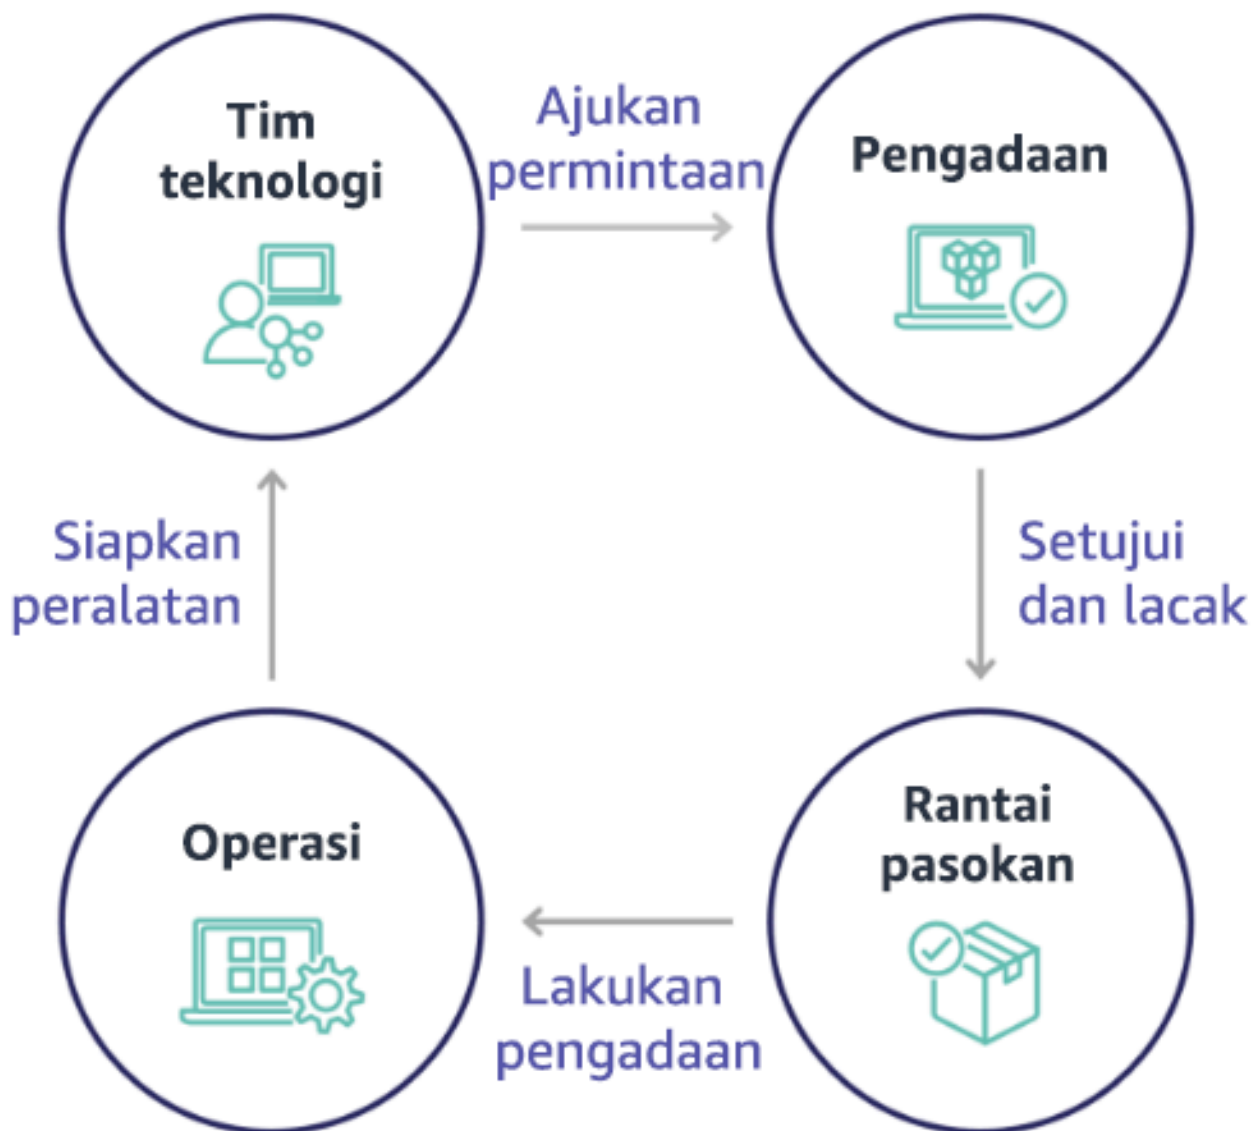 Tim
teknologi
Ajukan
permintaan
Pengadaan
Siapkan
peralatan
Setujui
dan lacak
Operasi
Rantai
pasokan
Lakukan
pengadaan